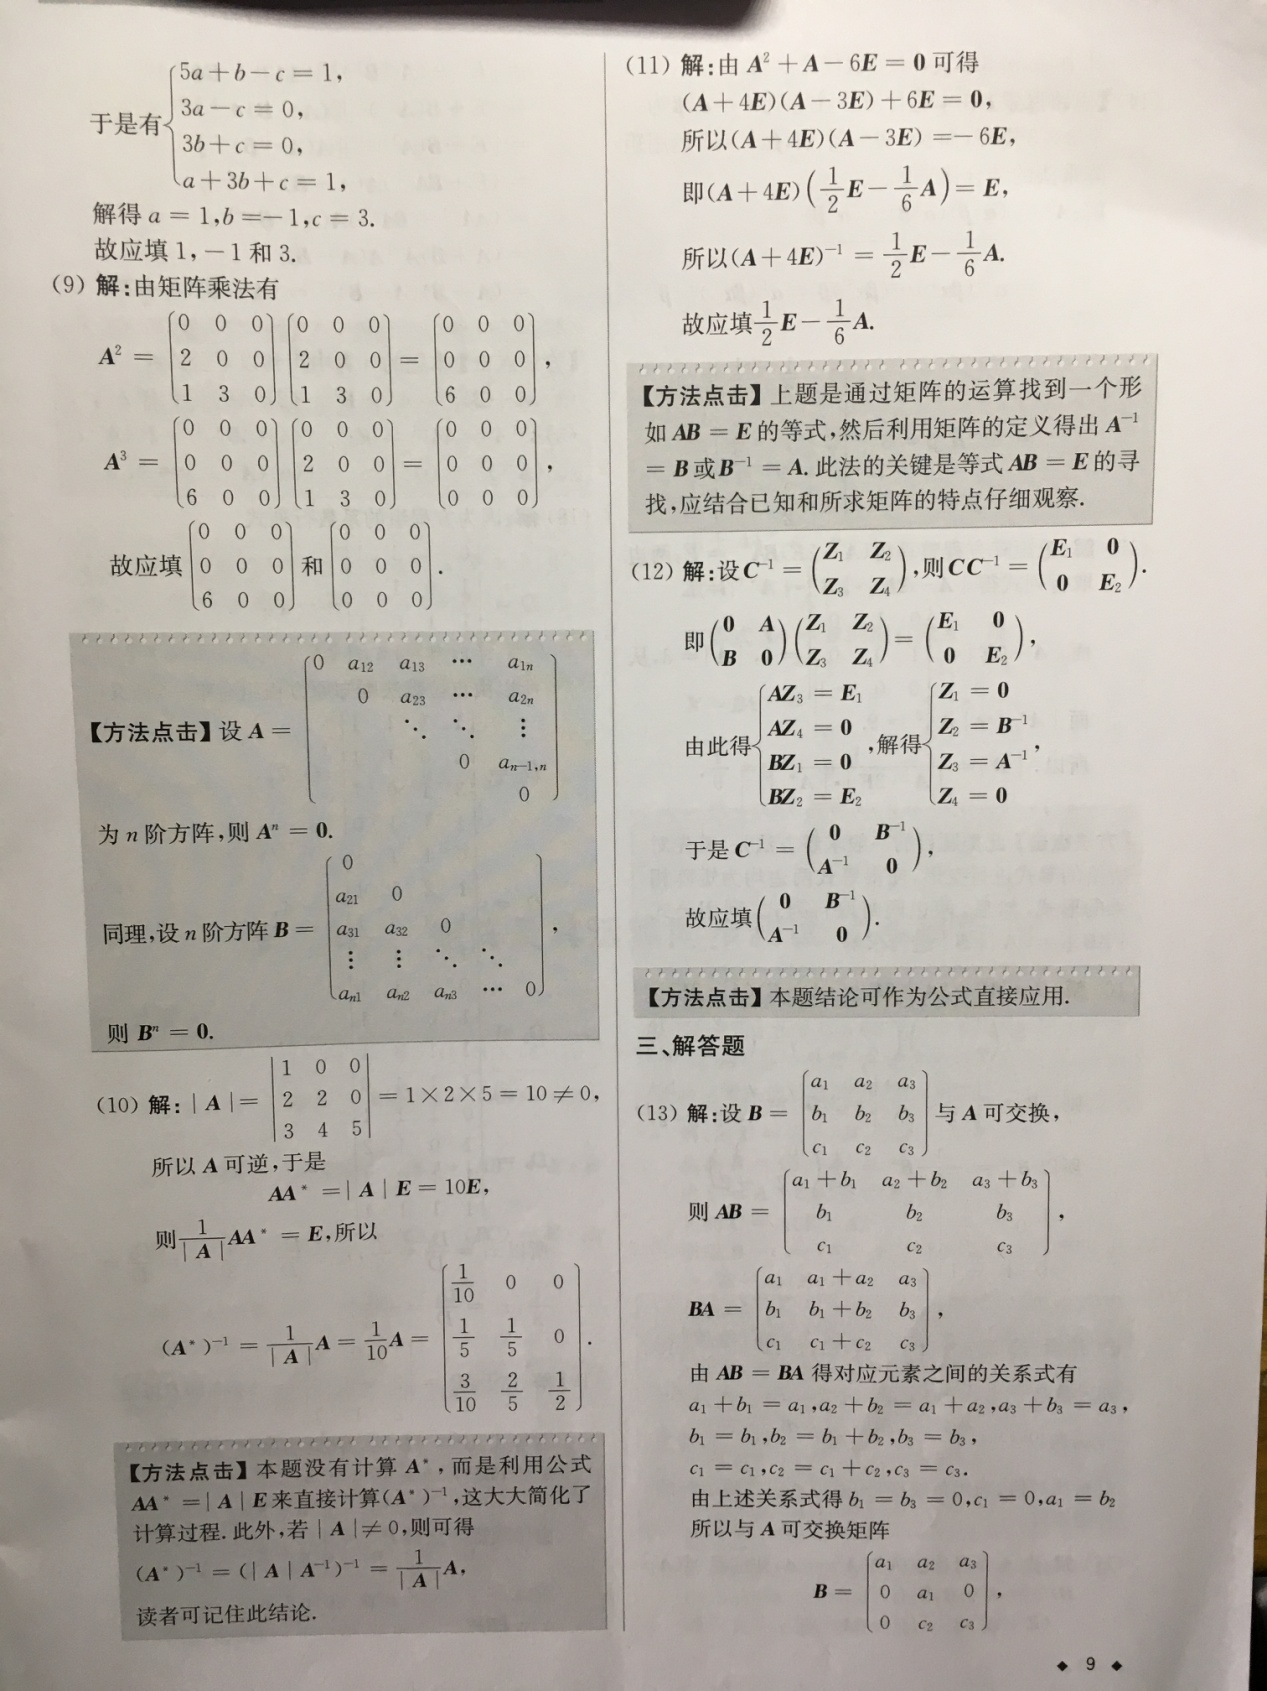 于是有{5a+b-c=1,
3a-c=0,
3b+c=0,
a+3b+c=1,
解得 a=1,b=-1,c=3.
故应填 1,-1 和 3.
(9) 解:由矩阵乘法有
A² = (0 0 0; 2 0 0; 1 3 0)(0 0 0; 2 0 0; 1 3 0) = (0 0 0; 0 0 0; 6 0 0),
A³ = (0 0 0; 0 0 0; 6 0 0)(0 0 0; 2 0 0; 1 3 0) = (0 0 0; 0 0 0; 0 0 0),
故应填(0 0 0; 0 0 0; 6 0 0)和(0 0 0; 0 0 0; 0 0 0).
【方法点击】设 A = (0 a₁₂ a₁₃ ⋯ a₁ₙ; 0 a₂₃ ⋯ a₂ₙ; ⋱ ⋱ ⋮; 0 aₙ₋₁,ₙ; 0)
为 n 阶方阵,则 Aⁿ = 0.
同理,设 n 阶方阵 B = (0; a₂₁ 0; a₃₁ a₃₂ 0; ⋮ ⋮ ⋱ ⋱; aₙ₁ aₙ₂ aₙ₃ ⋯ 0),
则 Bⁿ = 0.
(10) 解:|A| = |1 0 0; 2 2 0; 3 4 5| = 1×2×5 = 10 ≠ 0,
所以 A 可逆,于是
AA* = |A|E = 10E,
则 1/|A| AA* = E,所以
(A*)⁻¹ = 1/|A| A = 1/10 A = (1/10 0 0; 1/5 1/5 0; 3/10 2/5 1/2).
【方法点击】本题没有计算 A*,而是利用公式
AA* = |A|E 来直接计算(A*)⁻¹,这大大简化了
计算过程.此外,若|A|≠0,则可得
(A*)⁻¹ = (|A|A⁻¹)⁻¹ = 1/|A| A,
读者可记住此结论.
(11) 解:由 A²+A-6E=0 可得
(A+4E)(A-3E)+6E=0,
所以(A+4E)(A-3E)=-6E,
即(A+4E)(1/2 E-1/6 A)=E,
所以(A+4E)⁻¹ = 1/2 E-1/6 A.
故应填 1/2 E-1/6 A.
【方法点击】上题是通过矩阵的运算找到一个形
如 AB=E 的等式,然后利用矩阵的定义得出 A⁻¹
=B 或 B⁻¹=A.此法的关键是等式 AB=E 的寻
找,应结合已知和所求矩阵的特点仔细观察.
(12) 解:设 C⁻¹ = (Z₁ Z₂; Z₃ Z₄),则 CC⁻¹ = (E₁ 0; 0 E₂).
即(0 A; B 0)(Z₁ Z₂; Z₃ Z₄) = (E₁ 0; 0 E₂),
由此得{AZ₃=E₁ AZ₄=0 BZ₁=0 BZ₂=E₂,解得{Z₁=0 Z₂=B⁻¹ Z₃=A⁻¹ Z₄=0,
于是 C⁻¹ = (0 B⁻¹; A⁻¹ 0),
故应填(0 B⁻¹; A⁻¹ 0).
【方法点击】本题结论可作为公式直接应用.
三、解答题
(13) 解:设 B = (a₁ a₂ a₃; b₁ b₂ b₃; c₁ c₂ c₃)与 A 可交换,
则 AB = (a₁+b₁ a₂+b₂ a₃+b₃; b₁ b₂ b₃; c₁ c₂ c₃),
BA = (a₁ a₁+a₂ a₃; b₁ b₁+b₂ b₃; c₁ c₁+c₂ c₃),
由 AB=BA 得对应元素之间的关系式有
a₁+b₁=a₁,a₂+b₂=a₁+a₂,a₃+b₃=a₃,
b₁=b₁,b₂=b₁+b₂,b₃=b₃,
c₁=c₁,c₂=c₁+c₂,c₃=c₃.
由上述关系式得 b₁=b₃=0,c₁=0,a₁=b₂
所以与 A 可交换矩阵
B = (a₁ a₂ a₃; 0 a₁ 0; 0 c₂ c₃),
◆ 9 ◆